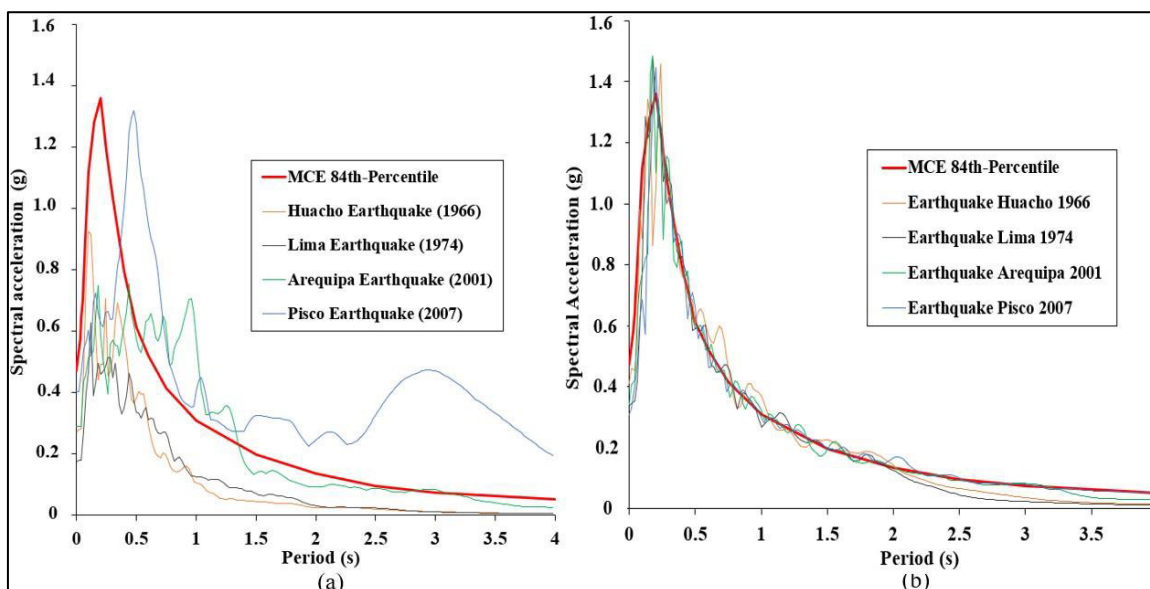 1.6
1.4
1.2
1.0
0.8
0.6
0.4
0.2
0
Spectral acceleration (g)
MCE 84th-Percentile
Huacho Earthquake (1966)
Lima Earthquake (1974)
Arequipa Earthquake (2001)
Pisco Earthquake (2007)
0 0.5 1 1.5 2 2.5 3 3.5 4
Period (s)
(a)
1.6
1.4
1.2
1.0
0.8
0.6
0.4
0.2
0
Spectral Acceleration (g)
MCE 84th-Percentile
Earthquake Huacho 1966
Earthquake Lima 1974
Earthquake Arequipa 2001
Earthquake Pisco 2007
0 0.5 1 1.5 2 2.5 3 3.5
Period (s)
(b)